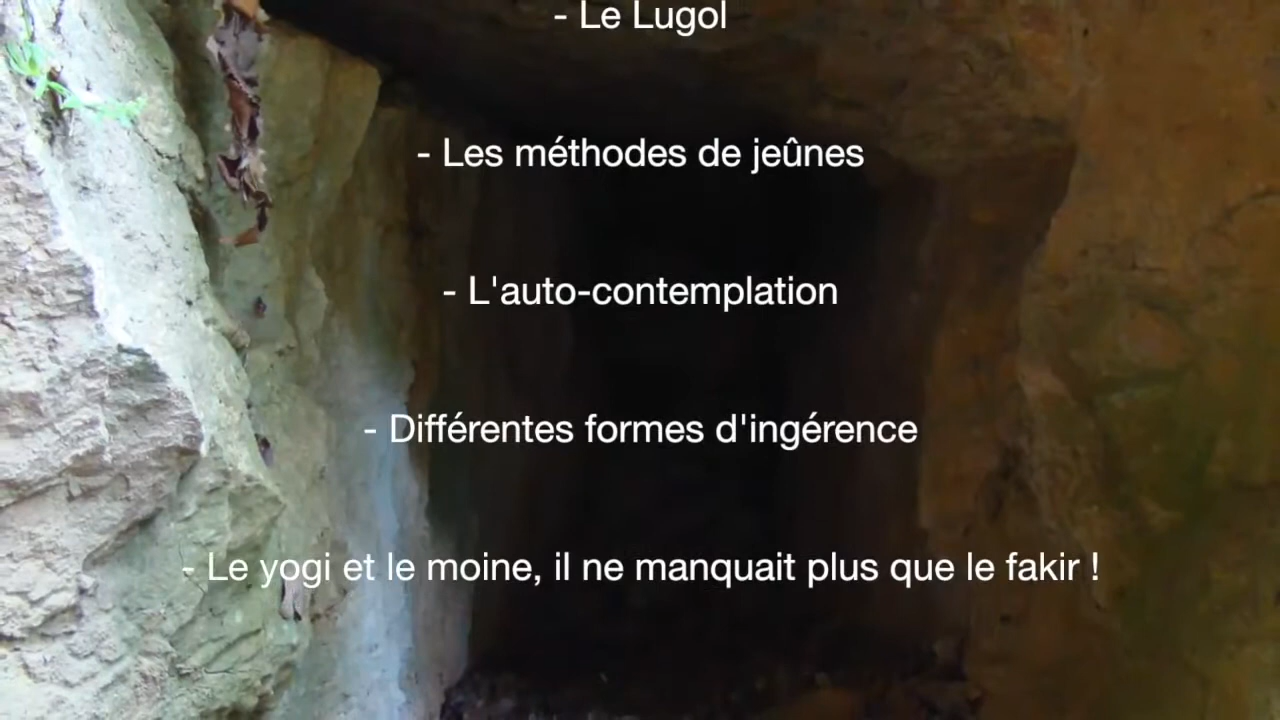 - Le Lugol
- Les méthodes de jeûnes
- L'auto-contemplation
- Différentes formes d'ingérence
- Le yogi et le moine, il ne manquait plus que le fakir !